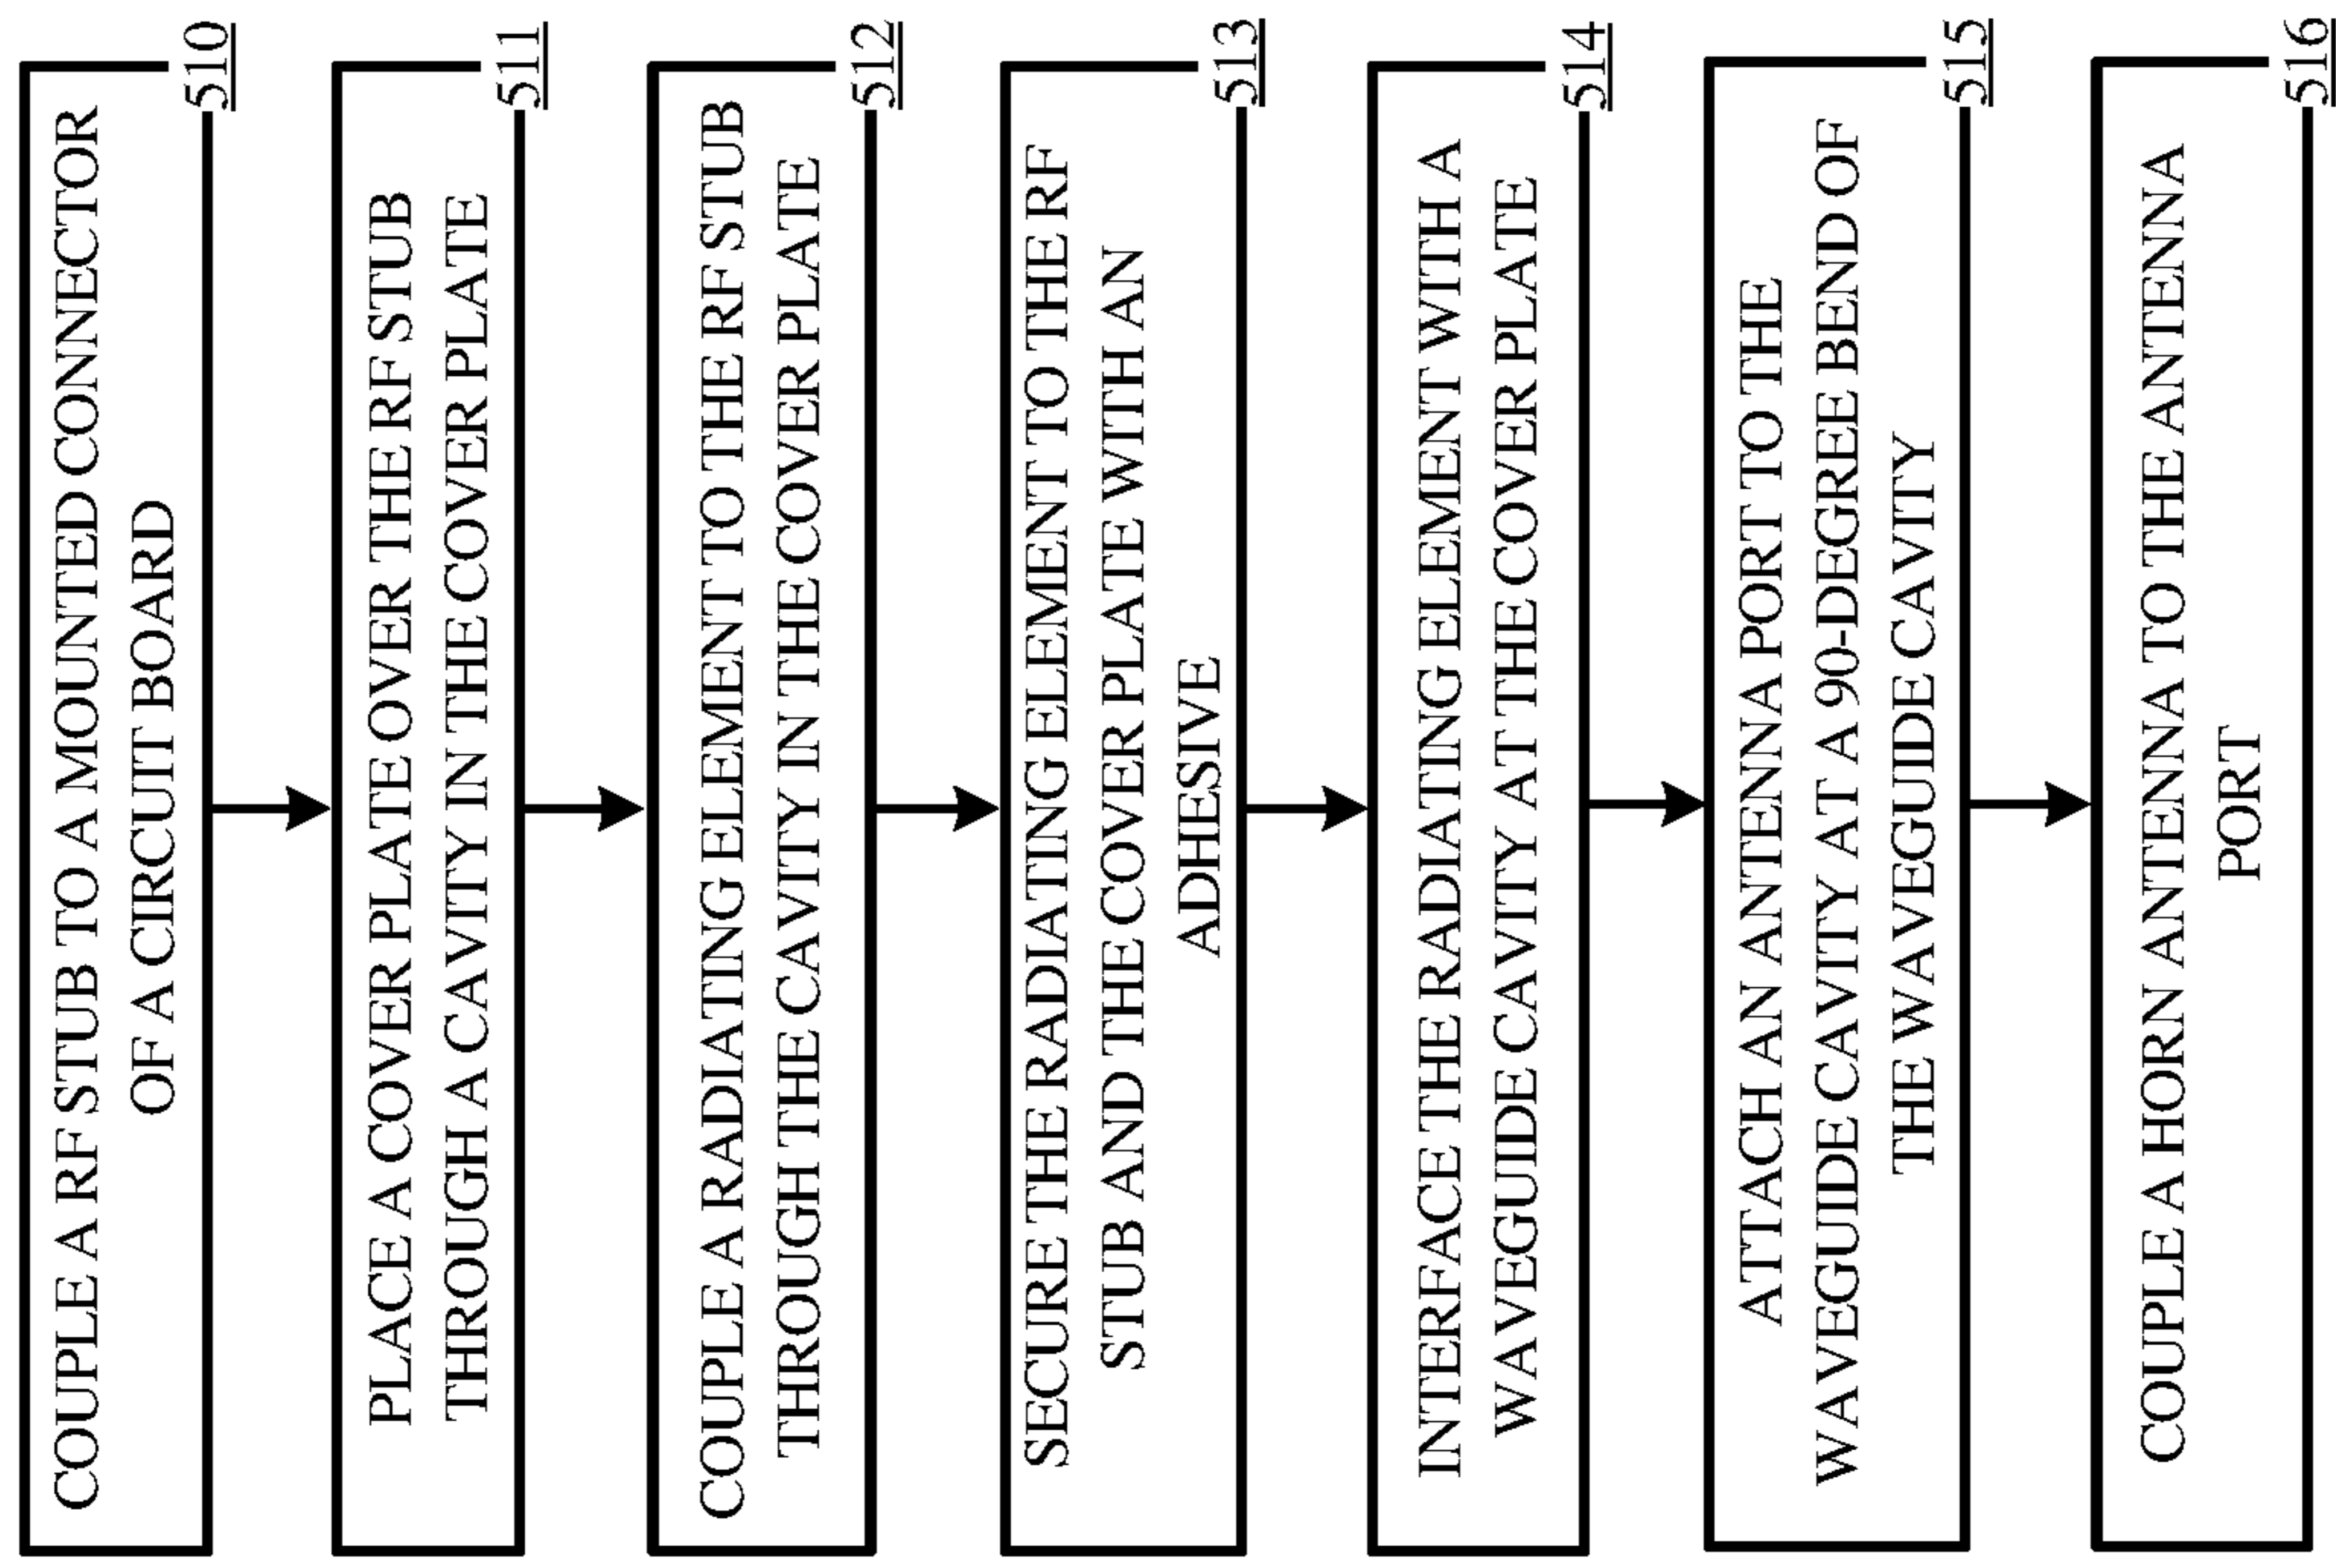 COUPLE A RF STUB TO A MOUNTED CONNECTOR
OF A CIRCUIT BOARD
510
PLACE A COVER PLATE OVER THE RF STUB
THROUGH A CAVITY IN THE COVER PLATE
511
COUPLE A RADIATING ELEMENT TO THE RF STUB
THROUGH THE CAVITY IN THE COVER PLATE
512
SECURE THE RADIATING ELEMENT TO THE RF
STUB AND THE COVER PLATE WITH AN
ADHESIVE
513
INTERFACE THE RADIATING ELEMENT WITH A
WAVEGUIDE CAVITY AT THE COVER PLATE
514
ATTACH AN ANTENNA PORT TO THE
WAVEGUIDE CAVITY AT A 90-DEGREE BEND OF
THE WAVEGUIDE CAVITY
515
COUPLE A HORN ANTENNA TO THE ANTENNA
PORT
516